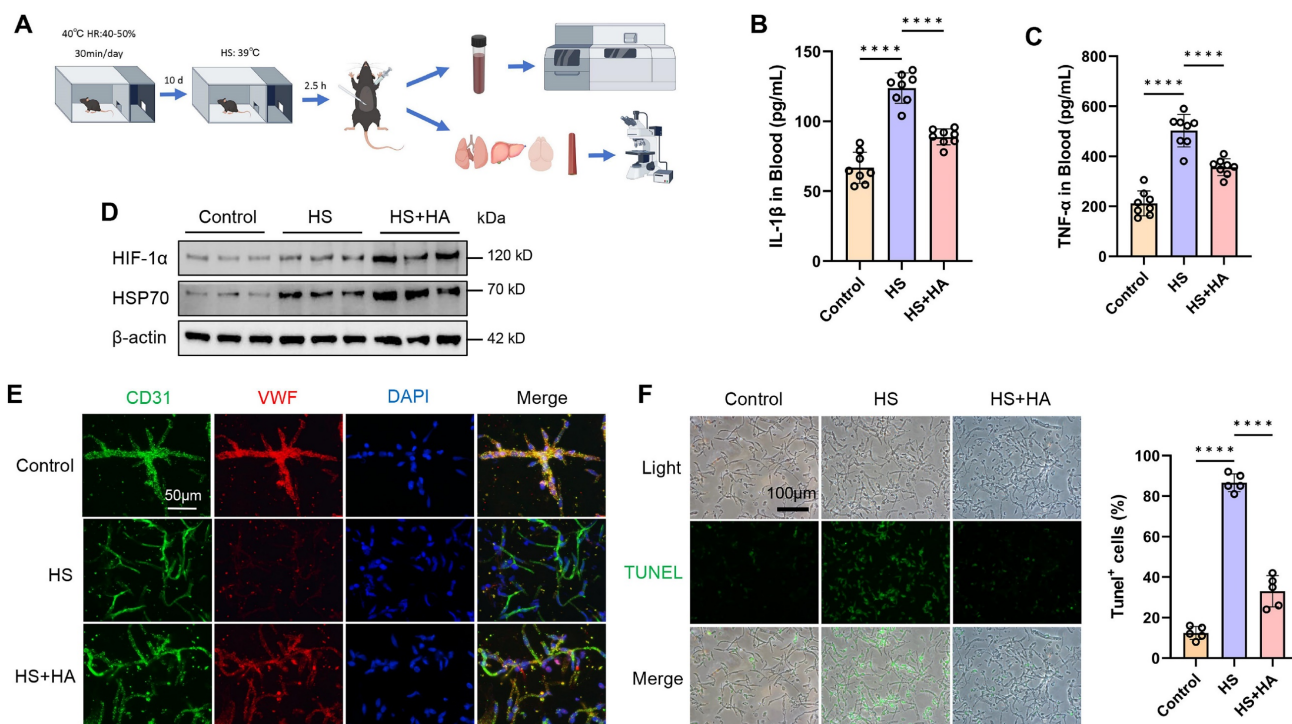 A
40℃ HR:40-50%
30min/day
10 d
HS: 39℃
2.5 h
B
IL-1β in Blood (pg/mL)
150
100
50
0
****
****
Control
HS
HS+HA
C
TNF-α in Blood (pg/mL)
800
600
400
200
0
****
****
Control
HS
HS+HA
D
Control HS HS+HA kDa
HIF-1α 120 kD
HSP70 70 kD
β-actin 42 kD
E
CD31 VWF DAPI Merge
Control
50μm
HS
HS+HA
F
Control HS HS+HA
Light
100μm
TUNEL
Merge
Tunel⁺ cells (%)
100
80
60
40
20
0
****
****
Control
HS
HS+HA